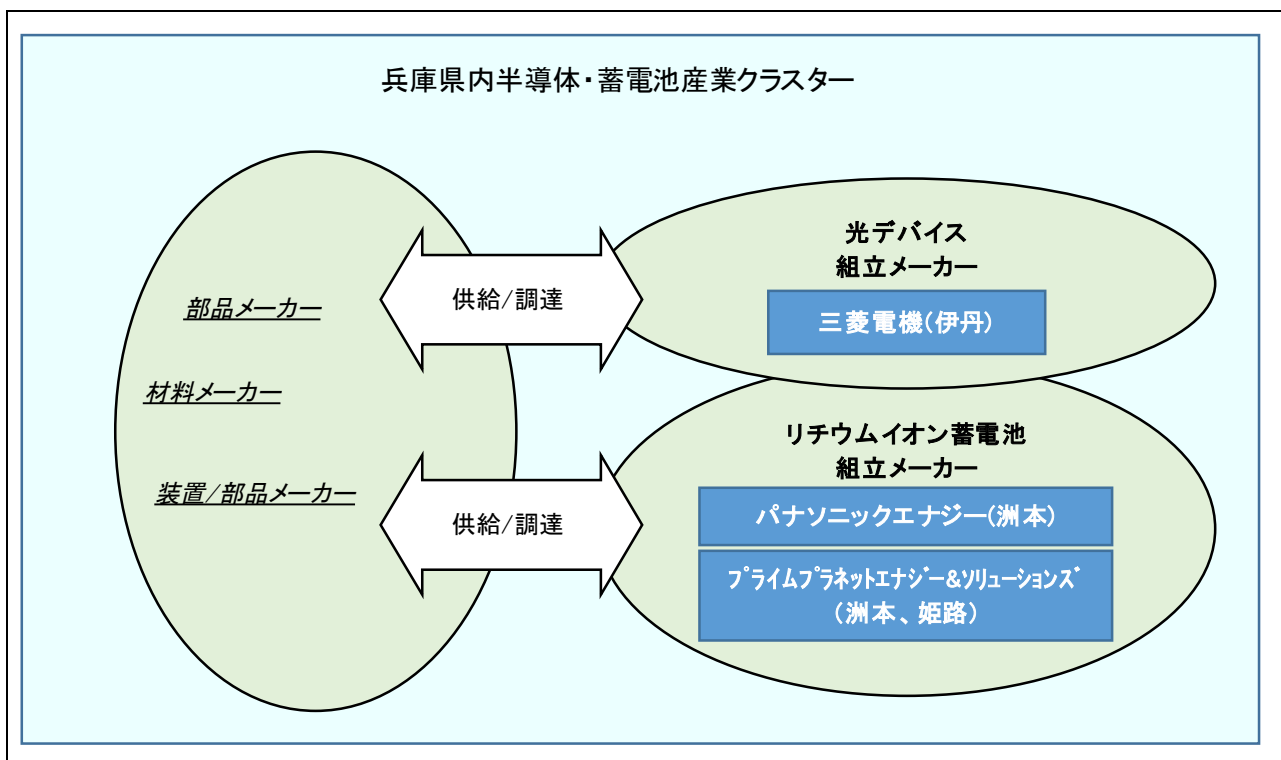 兵庫県内半導体・蓄電池産業クラスター
部品メーカー
材料メーカー
装置/部品メーカー
供給/調達
供給/調達
光デバイス
組立メーカー
三菱電機(伊丹)
リチウムイオン蓄電池
組立メーカー
パナソニックエナジー(洲本)
プライムプラネットエナジー&ソリューションズ
(洲本、姫路)